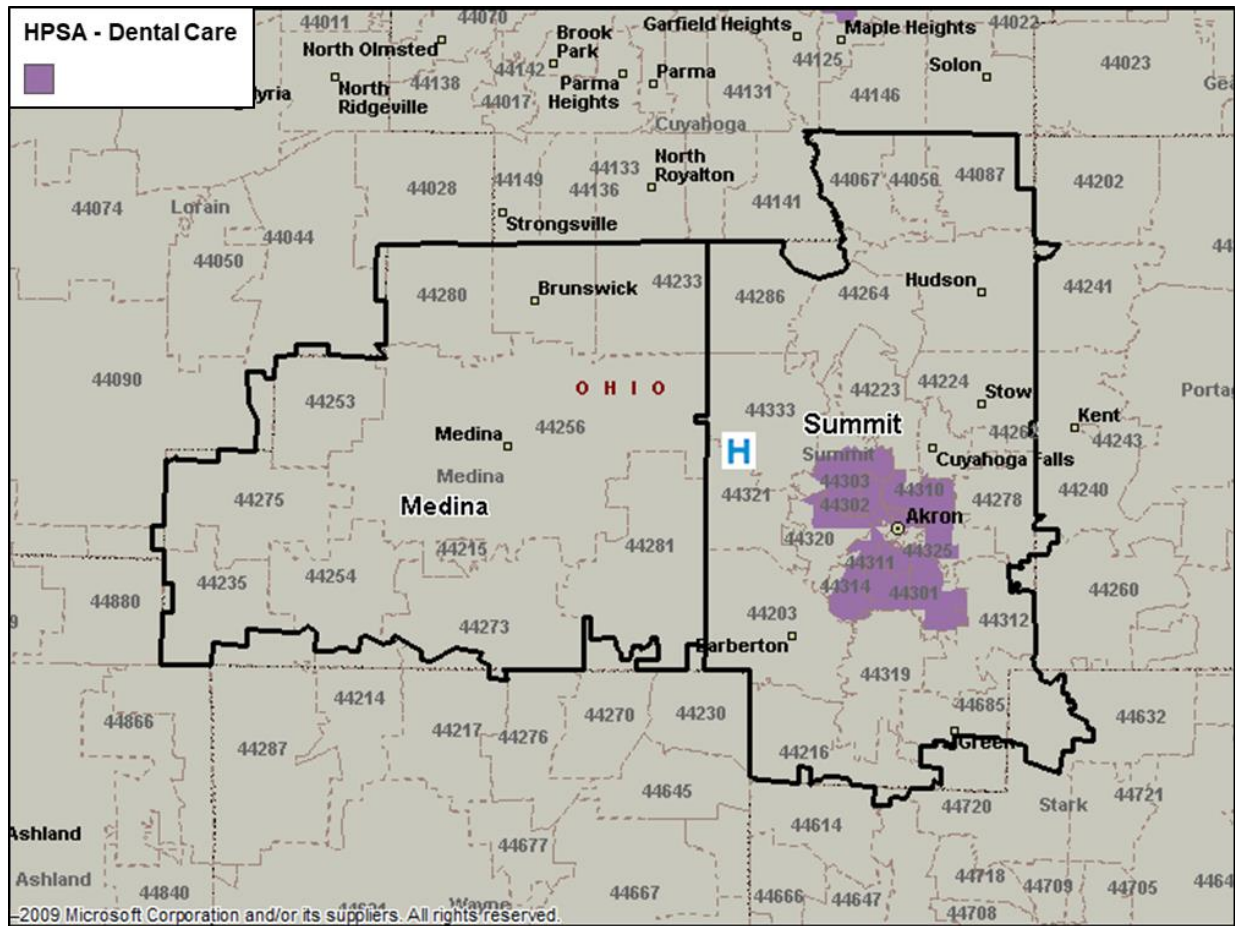 HPSA - Dental Care
44011
44070
Garfield Heights
Maple Heights
44022
North Olmsted
Brook
Park
44125
44023
44138
44142
Parma
Heights
Parma
Solon
North
Ridgeville
44017
44131
44146
Cuyahoga
North
Royalton
44028
44149
44133
44136
44067
44056
44087
44202
44074
Lorain
44141
Strongsville
44044
44050
44280
Brunswick
44233
44286
44264
Hudson
44241
44090
OHIO
44253
44223
44224
Stow
44256
44333
Summit
Kent
44243
Medina
H
Summit
Cuyahoga Falls
Medina
44303
44310
44275
Medina
44321
44302
44278
44240
Akron
44215
44281
44320
44311
44325
44235
44254
44314
44301
44260
44880
44203
44312
44273
Barberton
44319
44214
44270
44230
44685
44632
44866
44287
44217
44276
Green
44216
44645
44720
Stark
44721
44614
Ashland
44677
Ashland
44840
44667
44666
44647
44718
44709
44705
44708
Wayne
2009 Microsoft Corporation and/or its suppliers. All rights reserved.